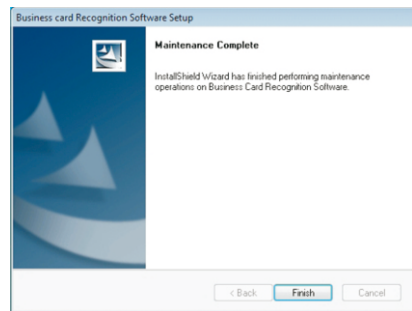 Business card Recognition Software Setup
Maintenance Complete
InstallShield Wizard has finished performing maintenance
operations on Business Card Recognition Software.
< Back
Finish
Cancel